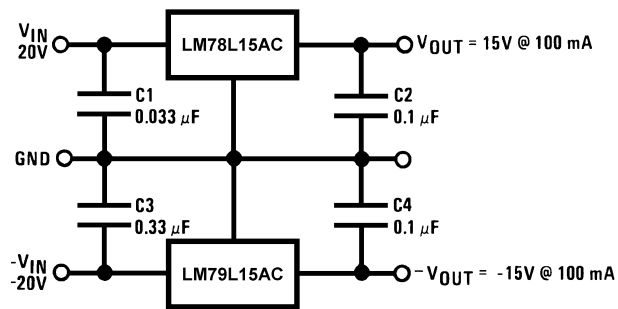 VIN
20V
LM78L15AC
VOUT = 15V @ 100 mA
C1
0.033 μF
C2
0.1 μF
GND
C3
0.33 μF
C4
0.1 μF
-VIN
-20V
LM79L15AC
-VOUT = -15V @ 100 mA